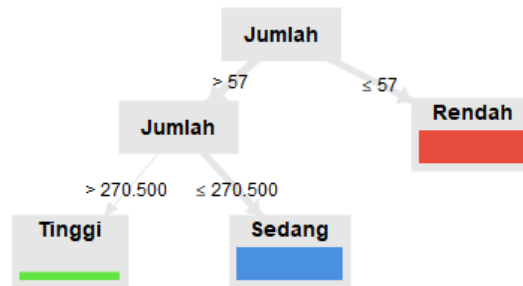 Jumlah
> 57
≤ 57
Jumlah
Rendah
> 270.500
≤ 270.500
Tinggi
Sedang